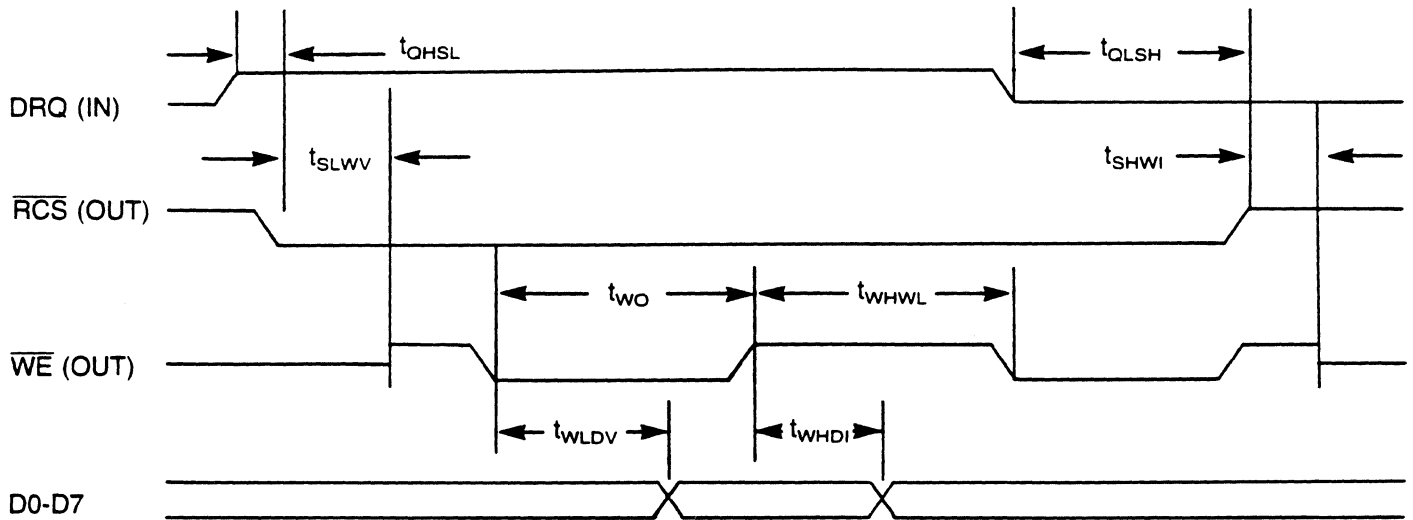 tQHSL
tQLSH
DRQ (IN)
tSLWV
tSHWI
RCS (OUT)
tWO
tWHWL
WE (OUT)
tWLDV
tWHDI
D0-D7